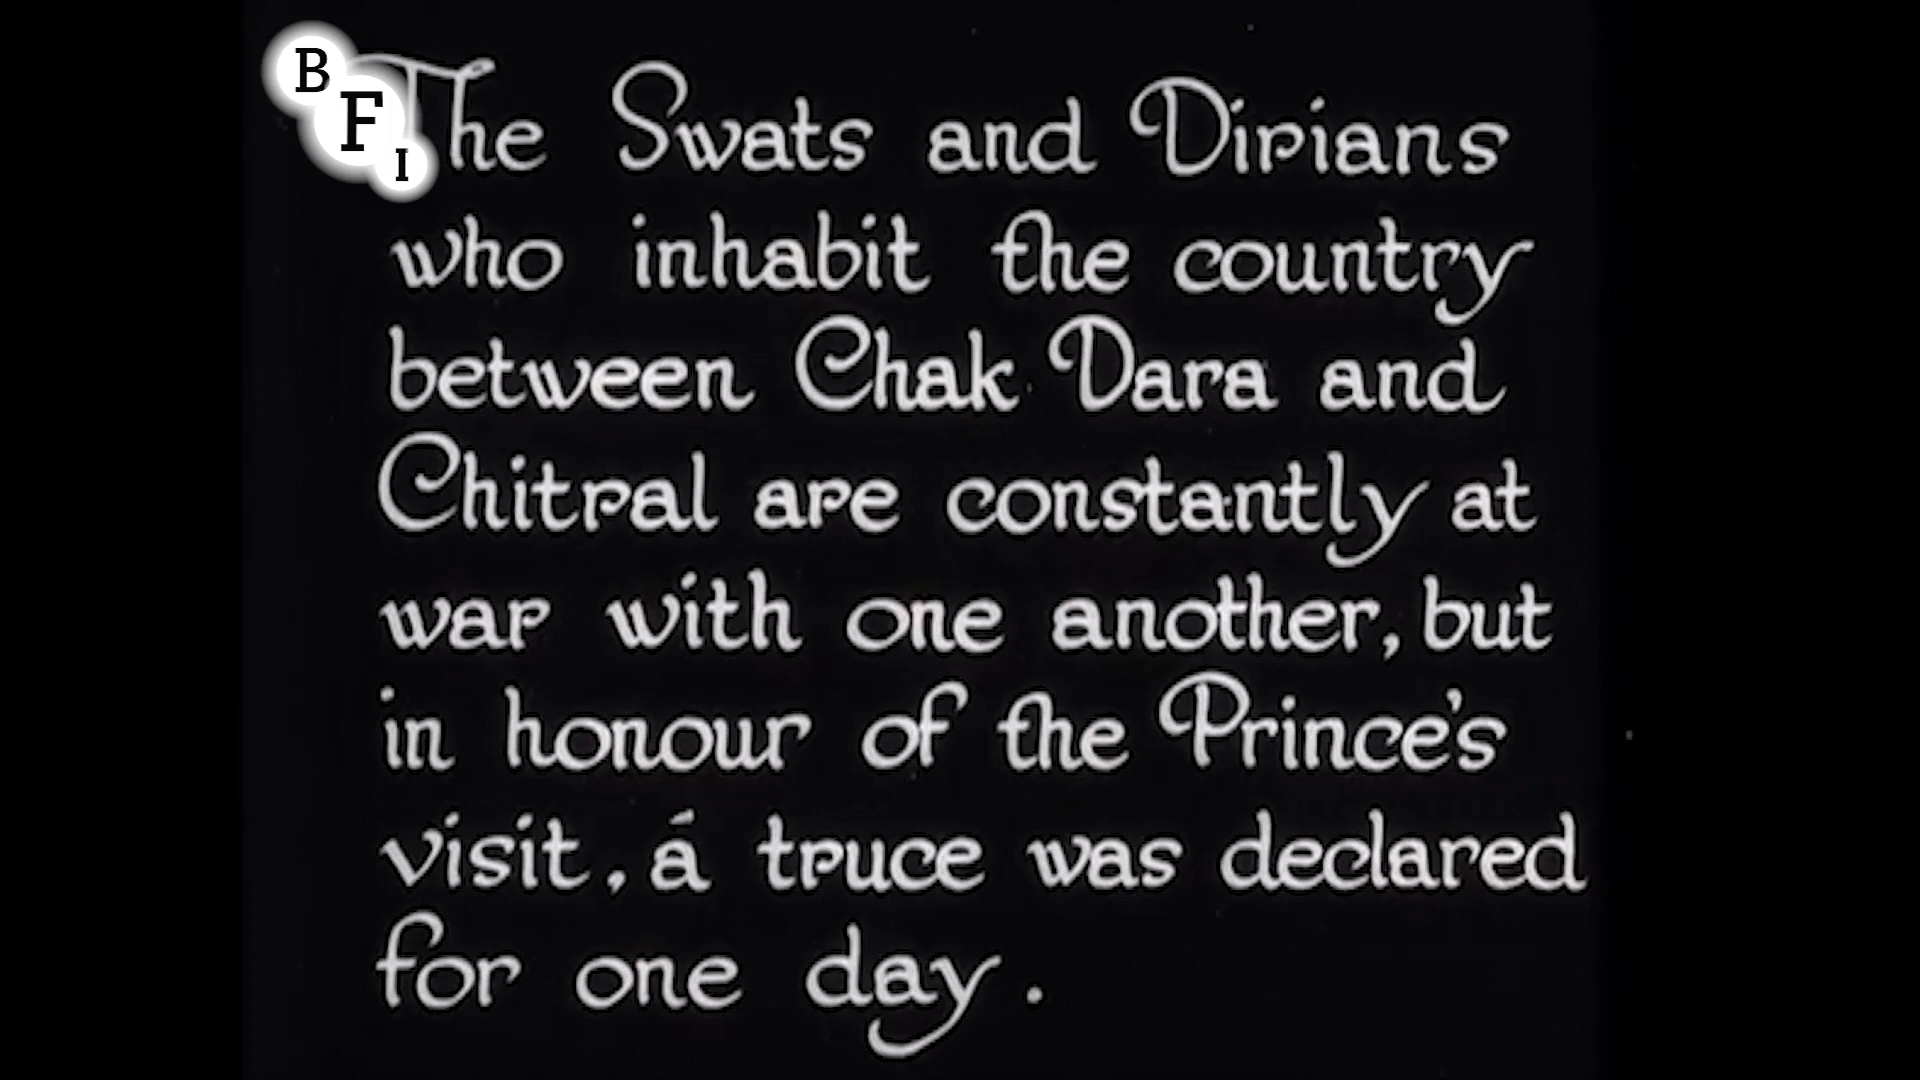 BFI
The Swats and Dirians
who inhabit the country
between Chak Dara and
Chitral are constantly at
war with one another, but
in honour of the Prince's
visit, á truce was declared
for one day.